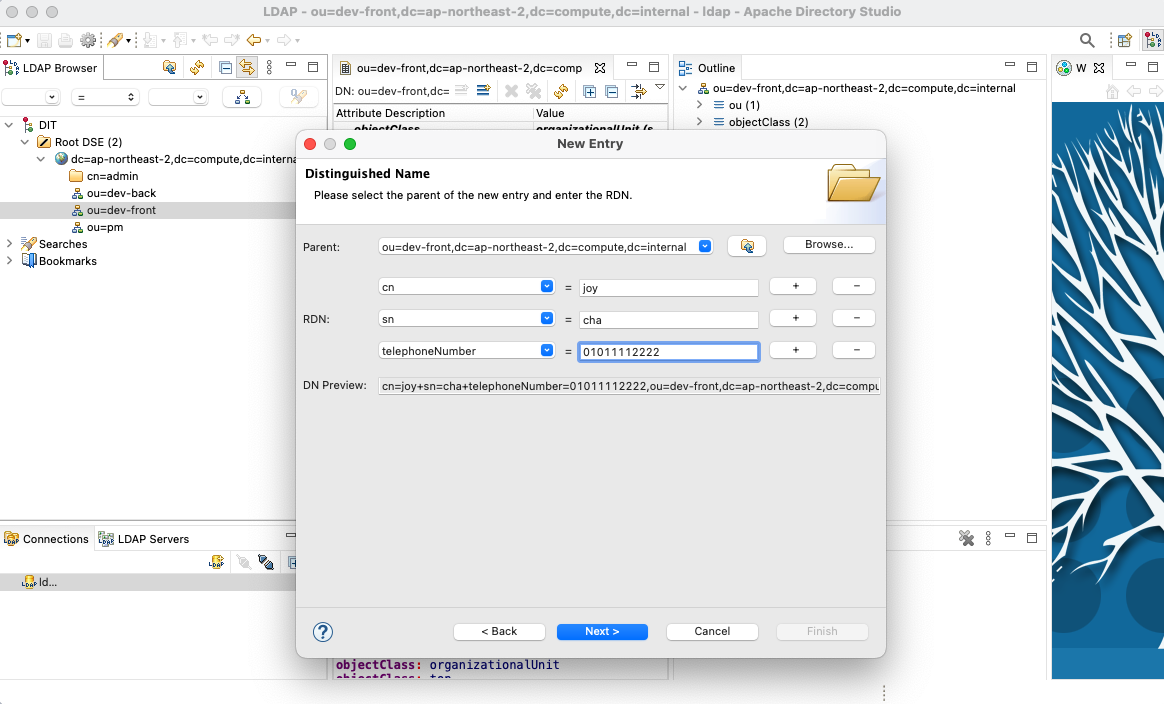 LDAP - ou=dev-front,dc=ap-northeast-2,dc=compute,dc=internal - ldap - Apache Directory Studio
LDAP Browser
=
DIT
Root DSE (2)
dc=ap-northeast-2,dc=compute,dc=interna
cn=admin
ou=dev-back
ou=dev-front
ou=pm
Searches
Bookmarks
ou=dev-front,dc=ap-northeast-2,dc=comp
DN: ou=dev-front,dc=
Attribute Description Value
objectClass organizationalUnit (s
Outline
ou=dev-front,dc=ap-northeast-2,dc=compute,dc=internal
ou (1)
objectClass (2)
W
New Entry
Distinguished Name
Please select the parent of the new entry and enter the RDN.
Parent: ou=dev-front,dc=ap-northeast-2,dc=compute,dc=internal Browse...
cn = joy + −
RDN: sn = cha + −
telephoneNumber = 01011112222 + −
DN Preview: cn=joy+sn=cha+telephoneNumber=01011112222,ou=dev-front,dc=ap-northeast-2,dc=compu
? < Back Next > Cancel Finish
Connections LDAP Servers
ld...
objectClass: organizationalUnit
objectClass: top